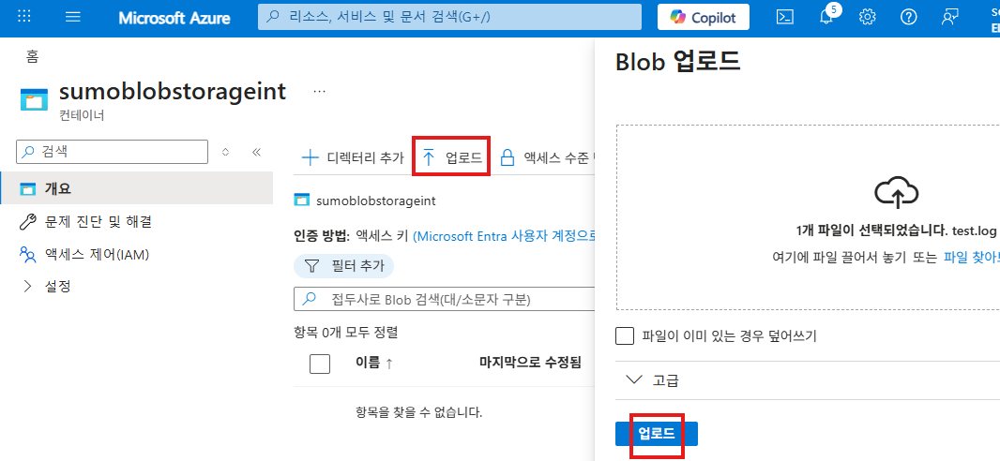 Microsoft Azure
리소스, 서비스 및 문서 검색(G+/)
Copilot
5
홈
sumoblobstorageint
컨테이너
검색
개요
문제 진단 및 해결
액세스 제어(IAM)
설정
디렉터리 추가
업로드
액세스 수준
sumoblobstorageint
인증 방법: 액세스 키 (Microsoft Entra 사용자 계정으로
필터 추가
접두사로 Blob 검색(대/소문자 구분)
항목 0개 모두 정렬
이름 ↑ 마지막으로 수정됨
항목을 찾을 수 없습니다.
Blob 업로드
1개 파일이 선택되었습니다. test.log
여기에 파일 끌어서 놓기 또는 파일
파일이 이미 있는 경우 덮어쓰기
고급
업로드